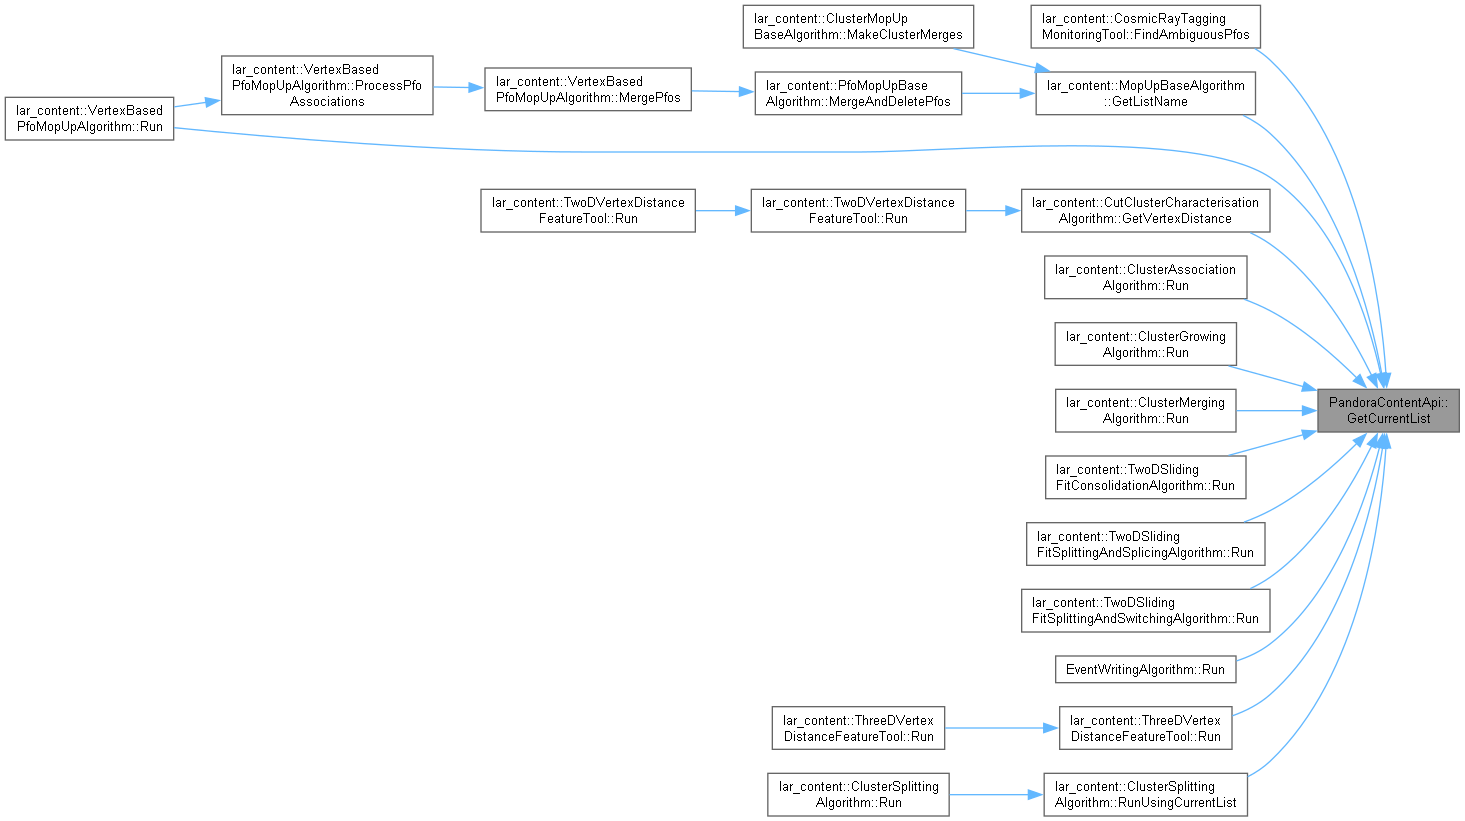 lar_content::ClusterMopUp
BaseAlgorithm::MakeClusterMerges
lar_content::CosmicRayTagging
MonitoringTool::FindAmbiguousPfos
lar_content::VertexBased
PfoMopUpAlgorithm::ProcessPfo
Associations
lar_content::VertexBased
PfoMopUpAlgorithm::MergePfos
lar_content::PfoMopUpBase
Algorithm::MergeAndDeletePfos
lar_content::MopUpBaseAlgorithm
::GetListName
lar_content::VertexBased
PfoMopUpAlgorithm::Run
lar_content::TwoDVertexDistance
FeatureTool::Run
lar_content::TwoDVertexDistance
FeatureTool::Run
lar_content::CutClusterCharacterisation
Algorithm::GetVertexDistance
lar_content::ClusterAssociation
Algorithm::Run
lar_content::ClusterGrowing
Algorithm::Run
lar_content::ClusterMerging
Algorithm::Run
PandoraContentApi::
GetCurrentList
lar_content::TwoDSliding
FitConsolidationAlgorithm::Run
lar_content::TwoDSliding
FitSplittingAndSplicingAlgorithm::Run
lar_content::TwoDSliding
FitSplittingAndSwitchingAlgorithm::Run
EventWritingAlgorithm::Run
lar_content::ThreeDVertex
DistanceFeatureTool::Run
lar_content::ThreeDVertex
DistanceFeatureTool::Run
lar_content::ClusterSplitting
Algorithm::Run
lar_content::ClusterSplitting
Algorithm::RunUsingCurrentList